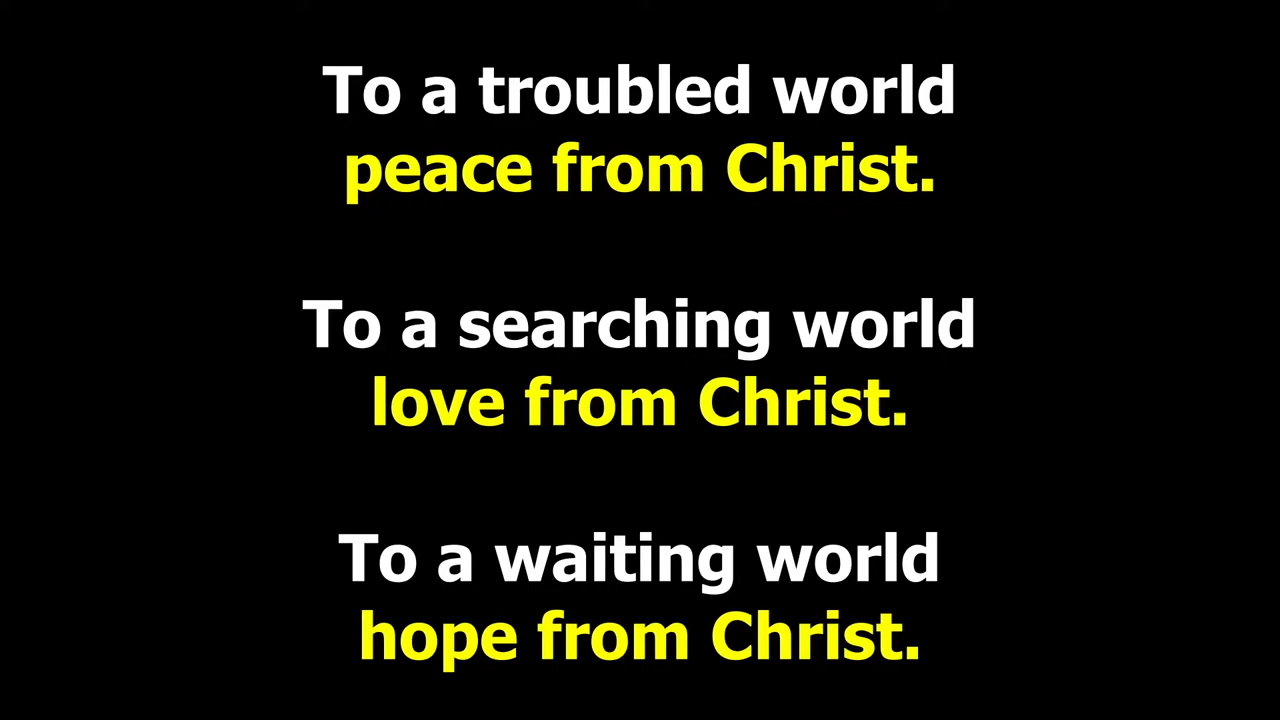 To a troubled world
peace from Christ.
To a searching world
love from Christ.
To a waiting world
hope from Christ.